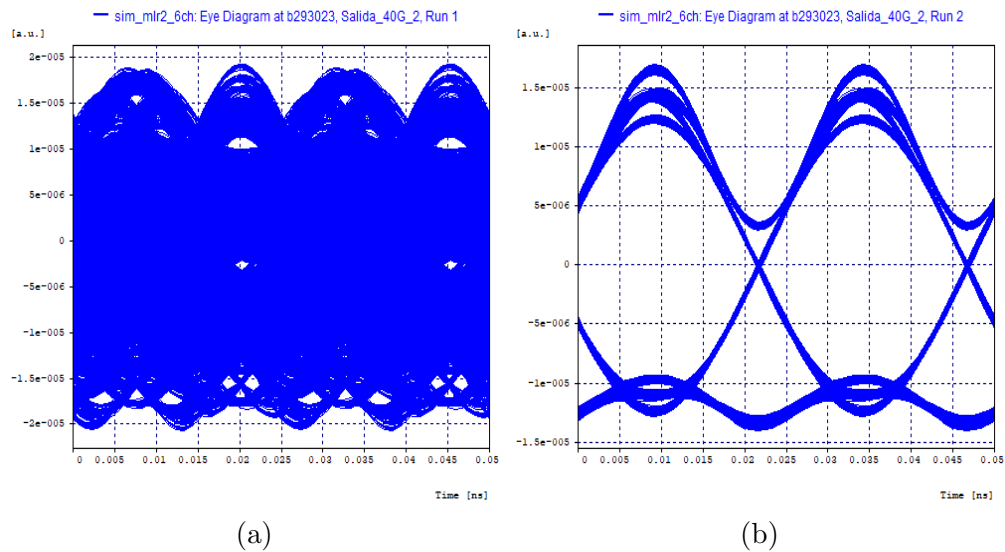 sim_mlr2_6ch: Eye Diagram at b293023, Salida_40G_2, Run 1
[a.u.]
2e-005
1.5e-005
1e-005
5e-006
0
-5e-006
-1e-005
-1.5e-005
-2e-005
0 0.005 0.01 0.015 0.02 0.025 0.03 0.035 0.04 0.045 0.05
Time [ns]
(a)
sim_mlr2_6ch: Eye Diagram at b293023, Salida_40G_2, Run 2
[a.u.]
1.5e-005
1e-005
5e-006
0
-5e-006
-1e-005
-1.5e-005
0 0.005 0.01 0.015 0.02 0.025 0.03 0.035 0.04 0.045 0.05
Time [ns]
(b)